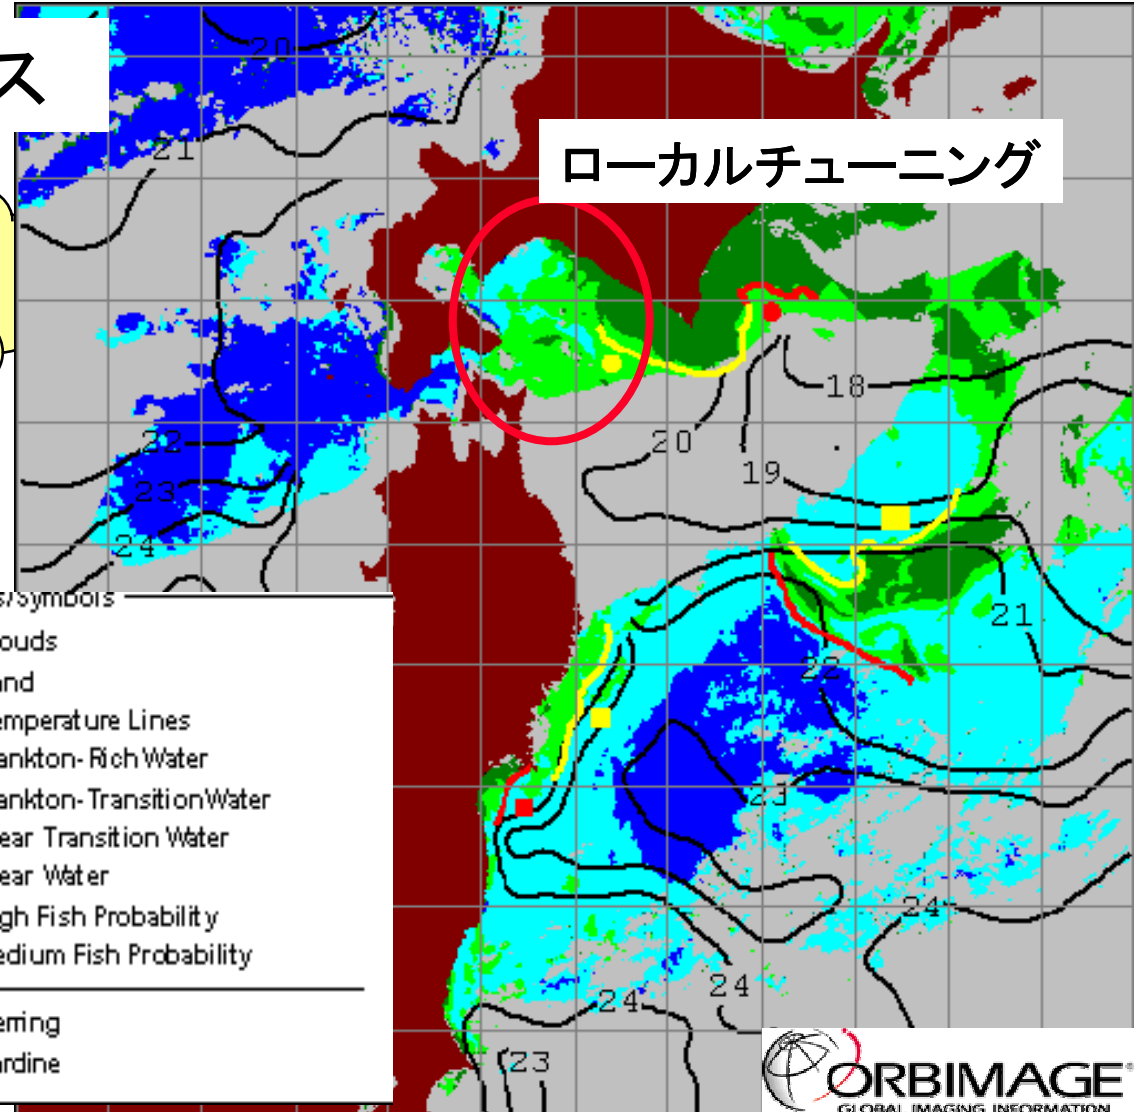 ス
ローカルチューニング
20
21
18
20
19
22
23
24
21
22
23
24
24
24
23
s/Symbols
ouds
and
emperature Lines
ankton-Rich Water
ankton-Transition Water
ear Transition Water
ear Water
gh Fish Probability
edium Fish Probability
erring
ardine
ORBIMAGE®
GLOBAL IMAGING INFORMATION